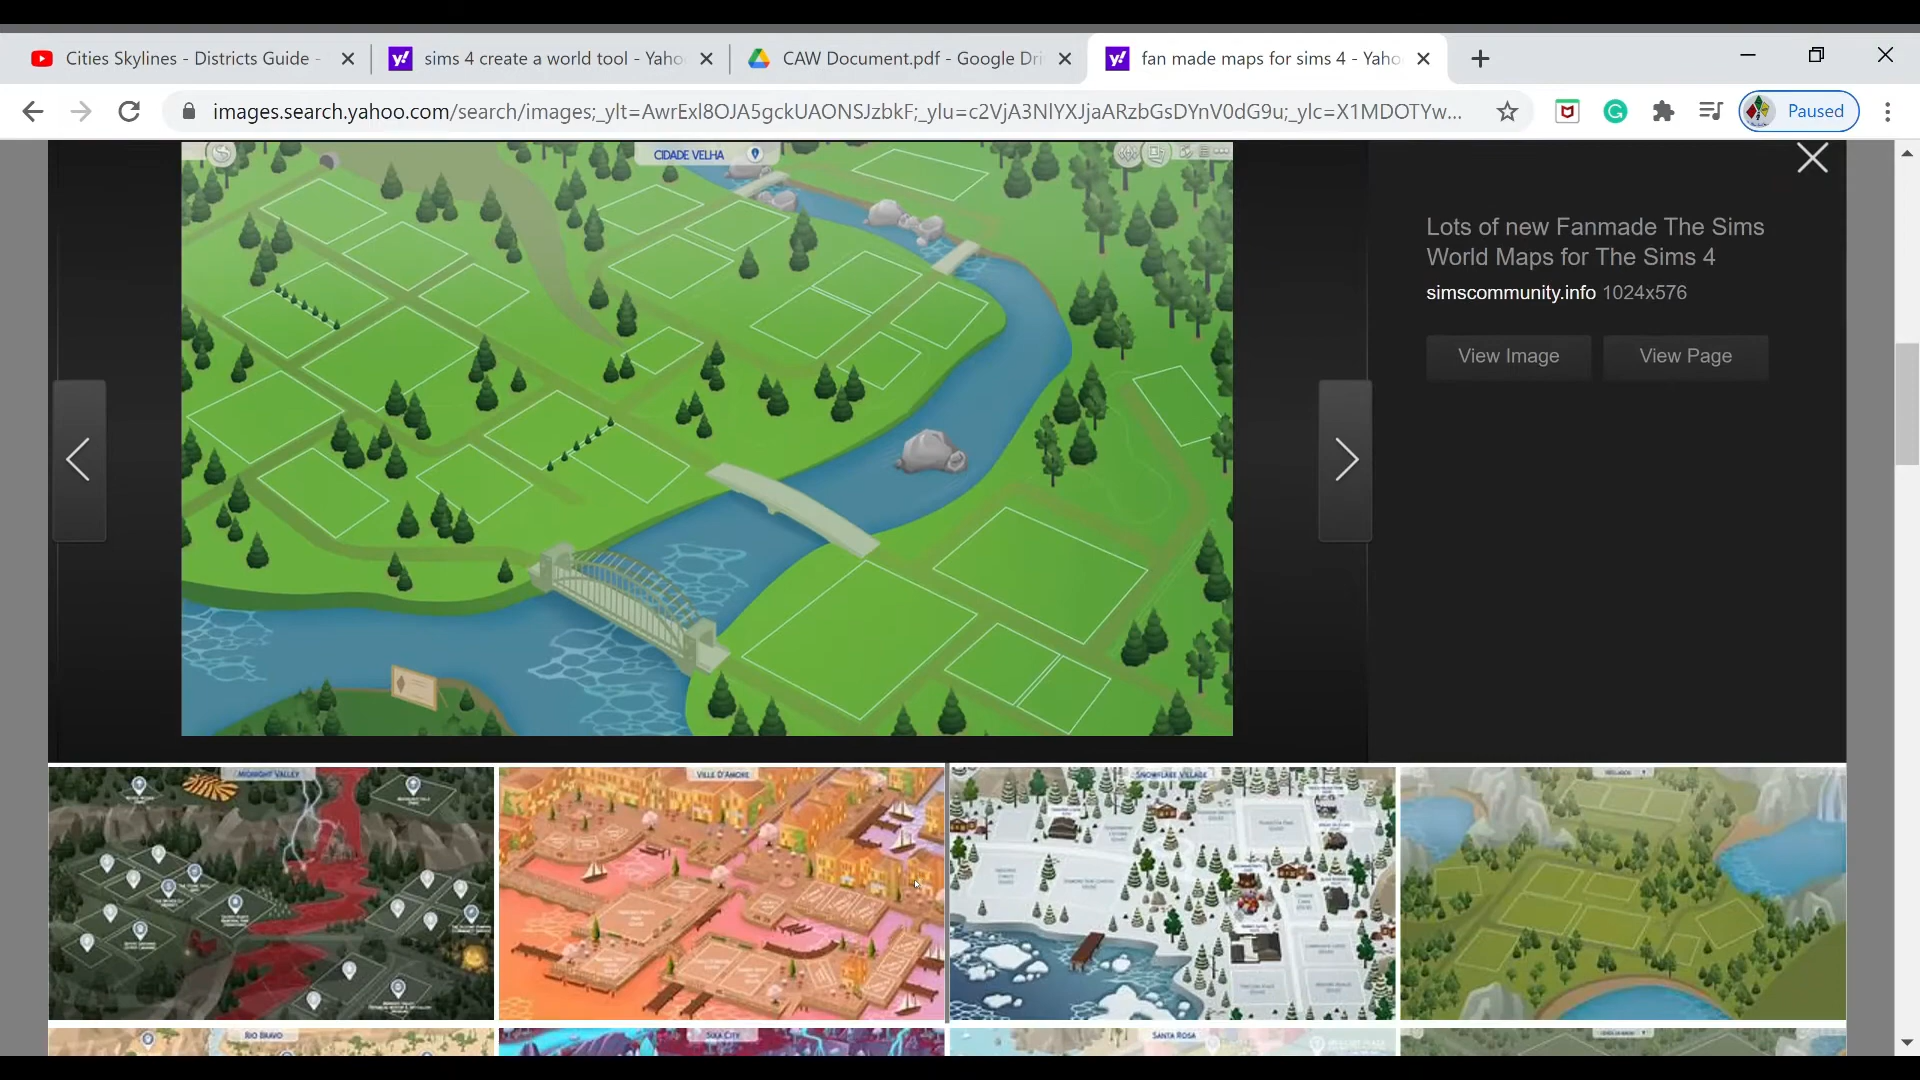 Cities Skylines - Districts Guide -
sims 4 create a world tool - Yaho
CAW Document.pdf - Google Dri
fan made maps for sims 4 - Yaho
images.search.yahoo.com/search/images;_ylt=AwrExl8OJA5gckUAONSJzbkF;_ylu=c2VjA3NlYXJjaARzbGsDYnV0dG9u;_ylc=X1MDOTYw...
Paused
CIDADE VELHA
Lots of new Fanmade The Sims
World Maps for The Sims 4
simscommunity.info 1024x576
View Image
View Page
MIDNIGHT VALLEY
VILLE D'AMORE
SNOWFLAKE VILLAGE
RIO BRAVO
SIXA CITY
SANTA ROSA